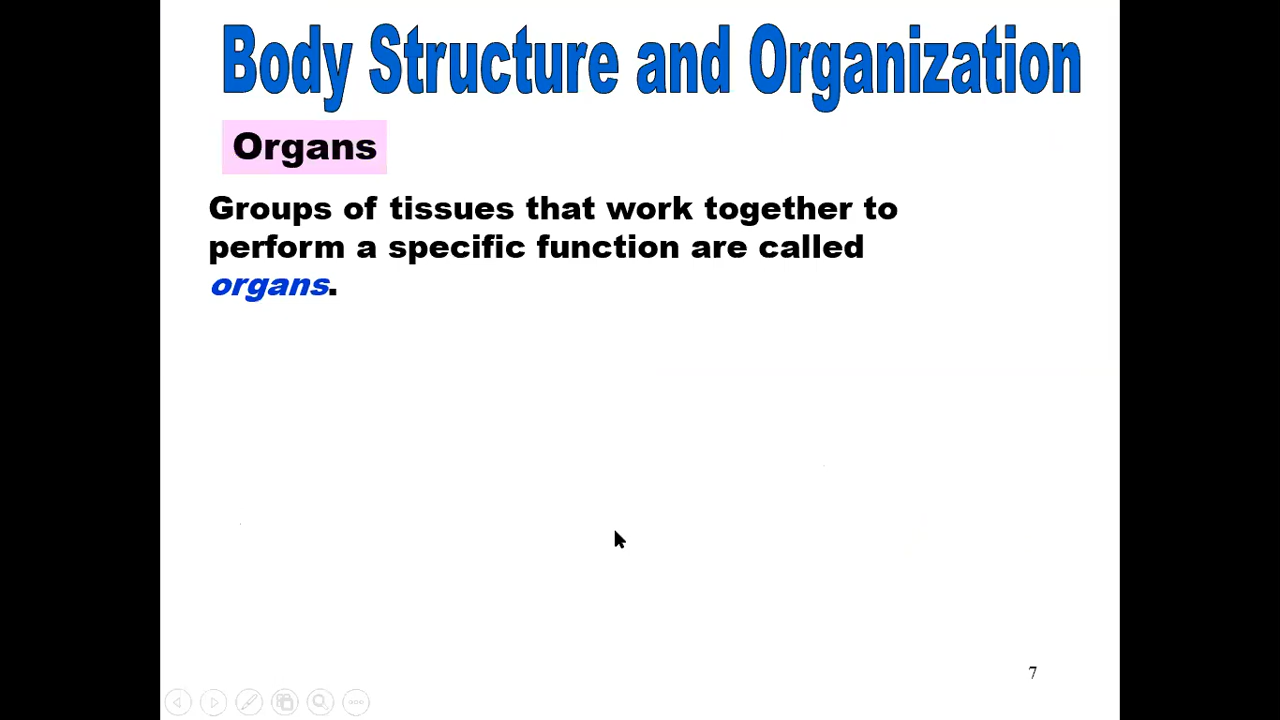 Body Structure and Organization
Organs
Groups of tissues that work together to
perform a specific function are called
organs.
7